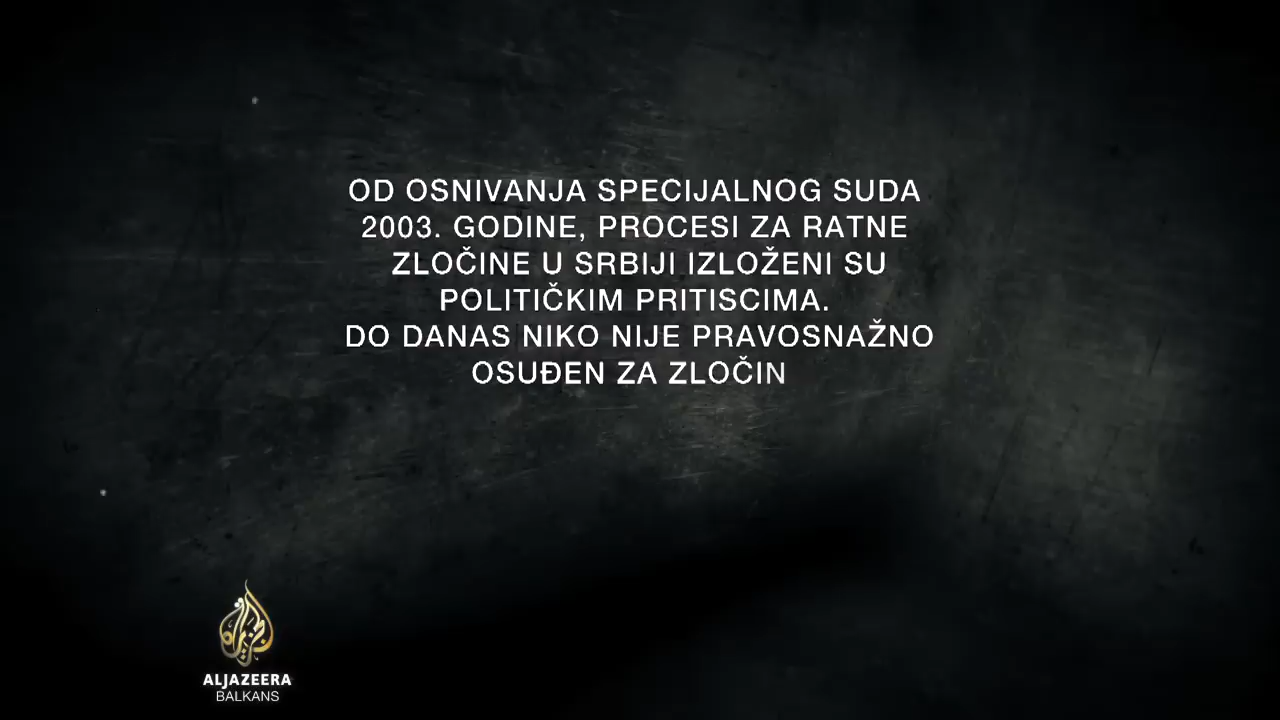 OD OSNIVANJA SPECIJALNOG SUDA
2003. GODINE, PROCESI ZA RATNE
ZLOČINE U SRBIJI IZLOŽENI SU
POLITIČKIM PRITISCIMA.
DO DANAS NIKO NIJE PRAVOSNAŽNO
OSUĐEN ZA ZLOČIN
ALJAZEERA
BALKANS